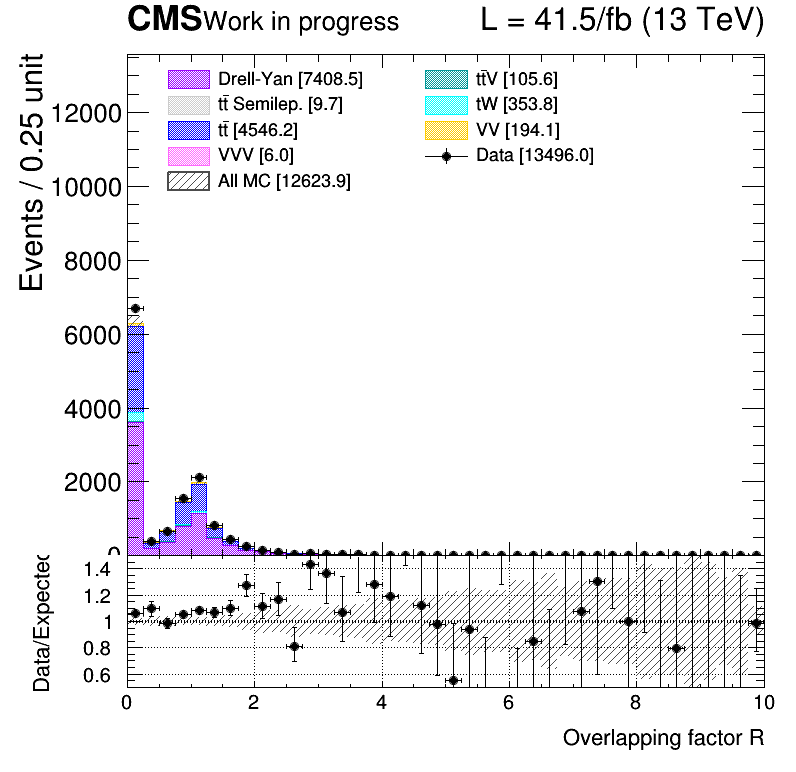 CMS Work in progress L = 41.5/fb (13 TeV)
Events / 0.25 unit
12000
10000
8000
6000
4000
2000
0
Drell-Yan [7408.5]
tt̄ Semilep. [9.7]
tt̄ [4546.2]
VVV [6.0]
All MC [12623.9]
tt̄V [105.6]
tW [353.8]
VV [194.1]
Data [13496.0]
Data/Expected
1.4
1.2
1
0.8
0.6
0 2 4 6 8 10
Overlapping factor R